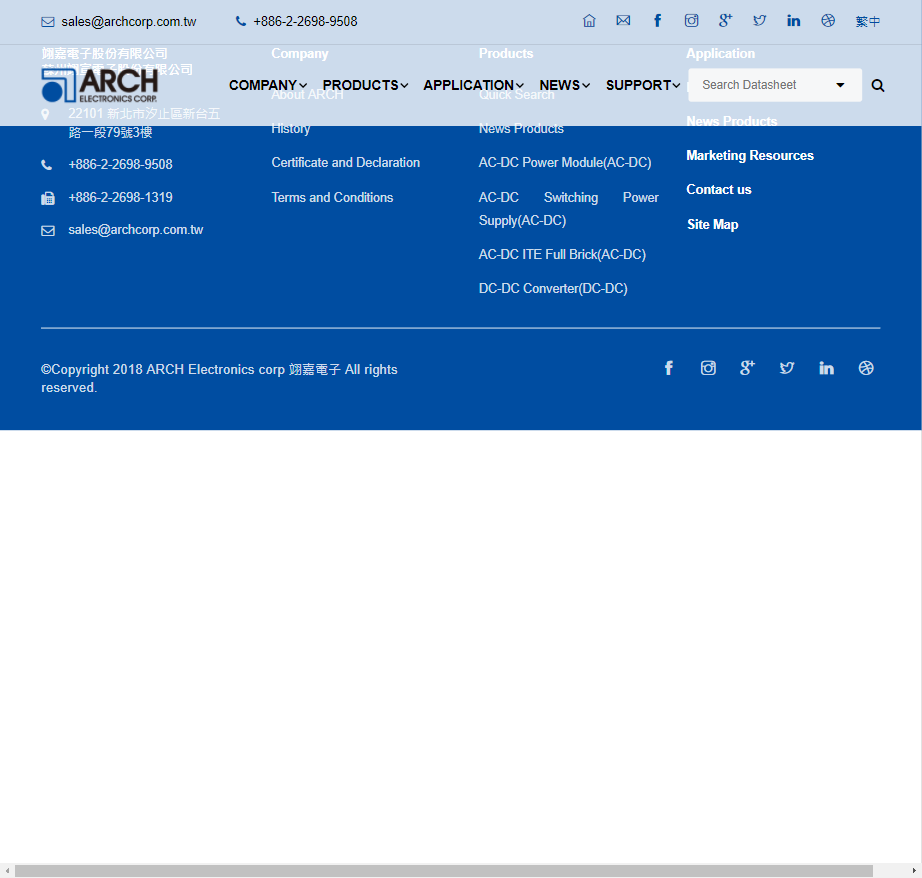 sales@archcorp.com.tw
+886-2-2698-9508
繁中
翊嘉電子股份有限公司
Company
Products
Application
ARCH
ELECTRONICS CORP.
COMPANY
PRODUCTS
APPLICATION
NEWS
SUPPORT
Search Datasheet
About ARCH
Quick Search
22101 新北市汐止區新台五
路一段79號3樓
+886-2-2698-9508
+886-2-2698-1319
sales@archcorp.com.tw
History
Certificate and Declaration
Terms and Conditions
News Products
AC-DC Power Module(AC-DC)
AC-DC Switching Power
Supply(AC-DC)
AC-DC ITE Full Brick(AC-DC)
DC-DC Converter(DC-DC)
News Products
Marketing Resources
Contact us
Site Map
©Copyright 2018 ARCH Electronics corp 翊嘉電子 All rights
reserved.